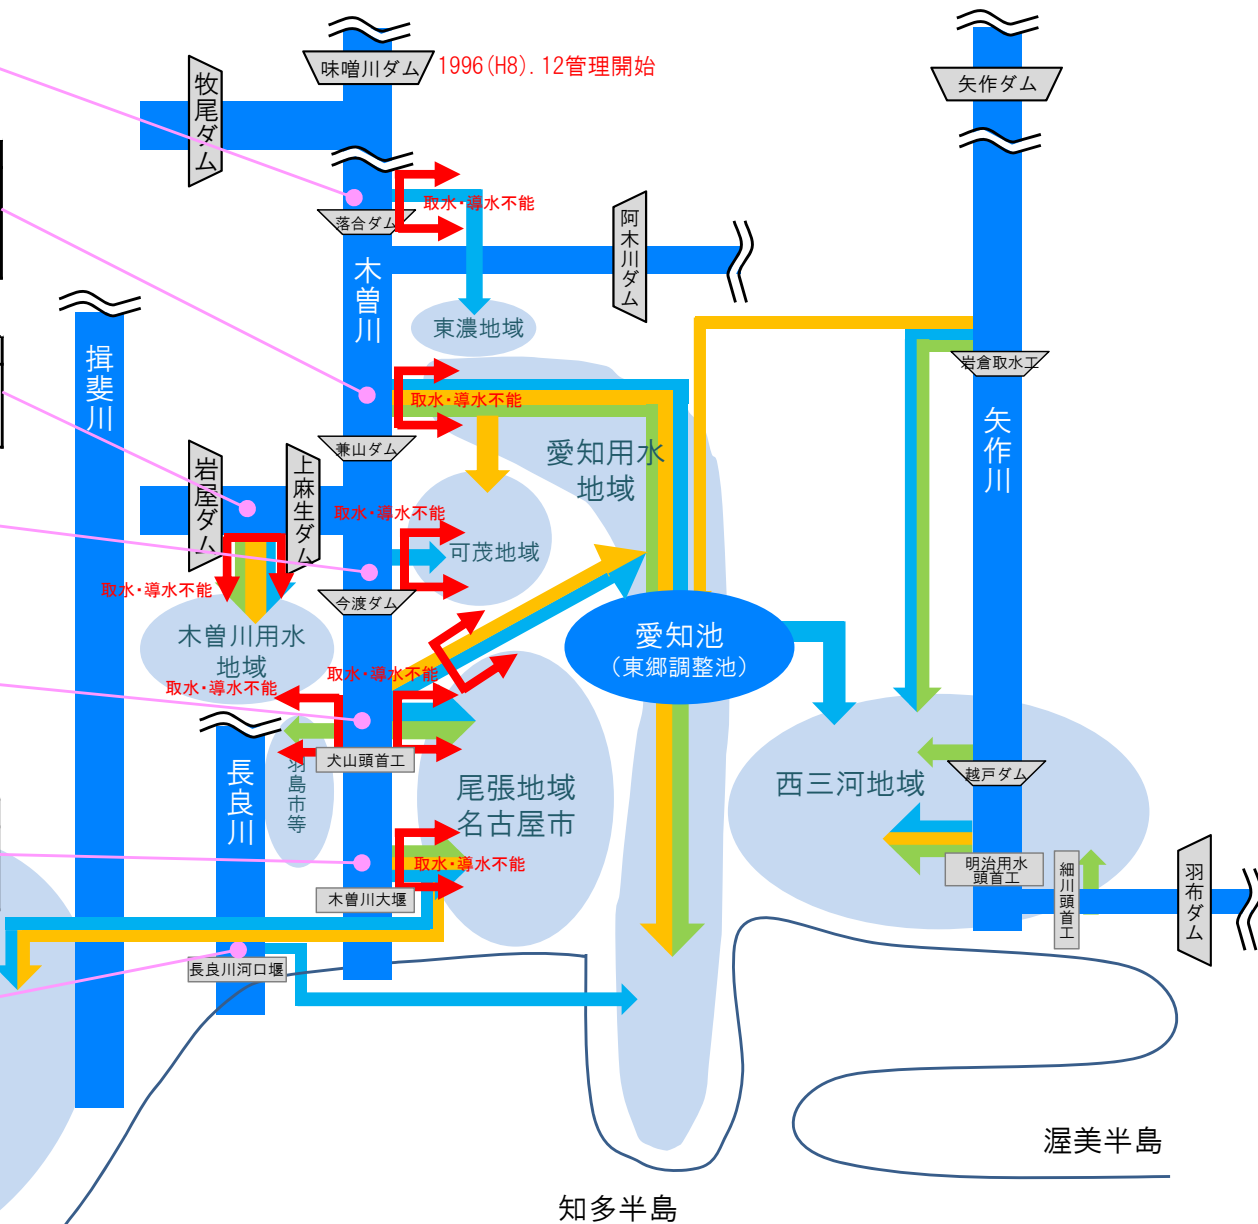 味噌川ダム
1996(H8).12管理開始
矢作ダム
牧尾ダム
取水・導水不能
落合ダム
阿木川ダム
木曽川
東濃地域
揖斐川
岩倉取水工
取水・導水不能
矢作川
兼山ダム
愛知用水
地域
岩屋ダム
上麻生ダム
取水・導水不能
可茂地域
取水・導水不能
今渡ダム
木曽川用水
地域
愛知池
(東郷調整池)
取水・導水不能
取水・導水不能
犬山頭首工
羽島市等
長良川
尾張地域
名古屋市
西三河地域
越戸ダム
取水・導水不能
木曽川大堰
明治用水
頭首工
細川頭首工
羽布ダム
長良川河口堰
渥美半島
知多半島